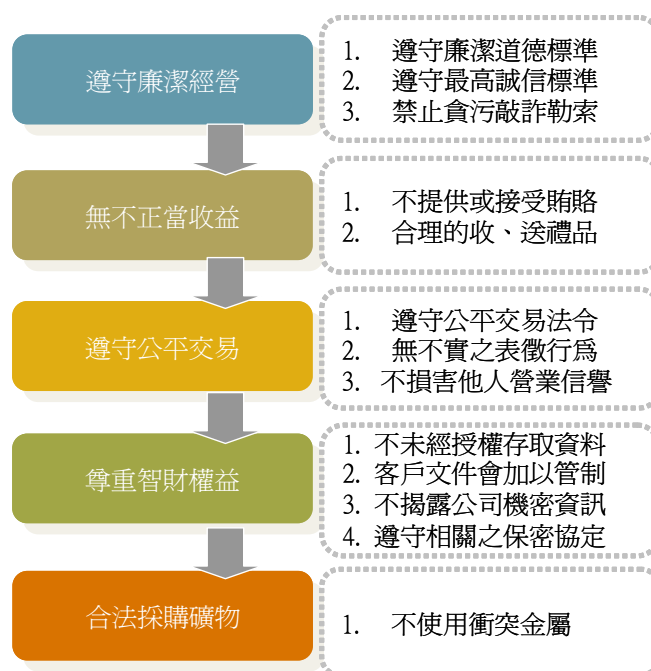 遵守廉潔經營
1. 遵守廉潔道德標準
2. 遵守最高誠信標準
3. 禁止貪污敲詐勒索
無不正當收益
1. 不提供或接受賄賂
2. 合理的收、送禮品
遵守公平交易
1. 遵守公平交易法令
2. 無不實之表徵行為
3. 不損害他人營業信譽
尊重智財權益
1. 不未經授權存取資料
2. 客戶文件會加以管制
3. 不揭露公司機密資訊
4. 遵守相關之保密協定
合法採購礦物
1. 不使用衝突金屬